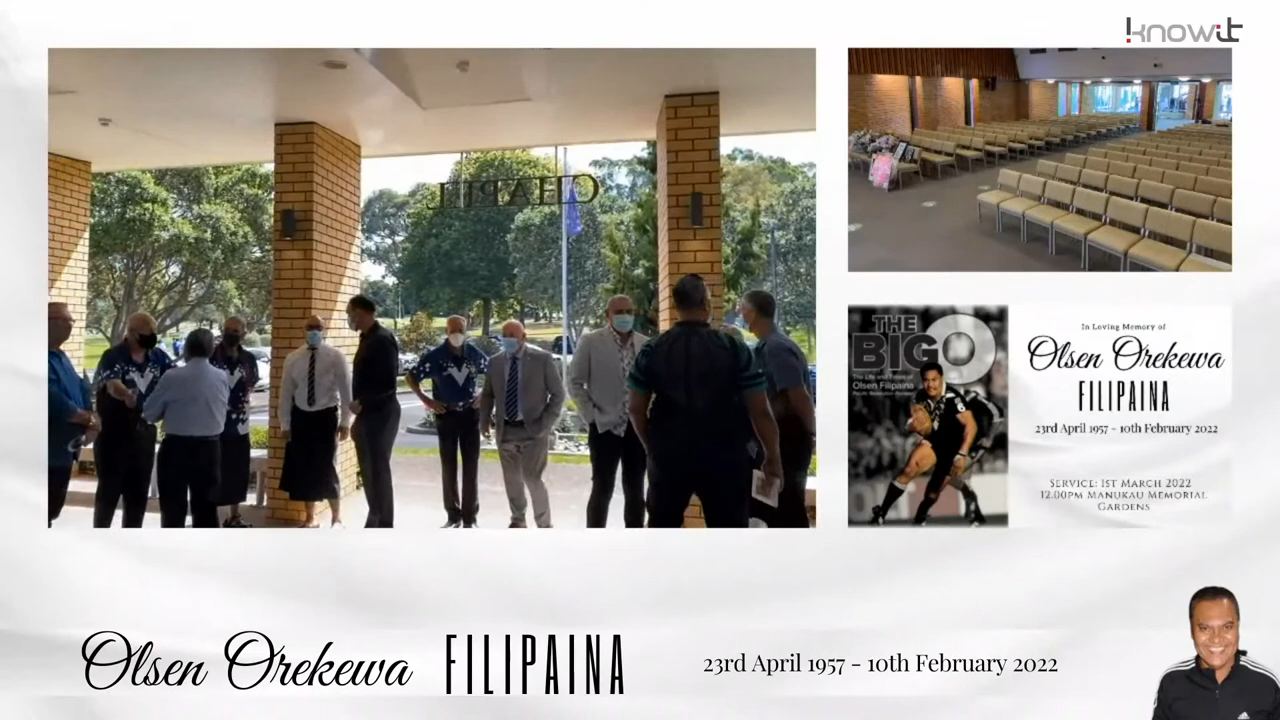 !knowit
CHAPEL
THE
BIG O
The Life and Times of
Olsen Filipaina
In Loving Memory of
Olsen Orekewa
FILIPAINA
23rd April 1957 - 10th February 2022
SERVICE: 1ST MARCH 2022
12.00PM MANUKAU MEMORIAL
GARDENS
Olsen Orekewa FILIPAINA
23rd April 1957 - 10th February 2022